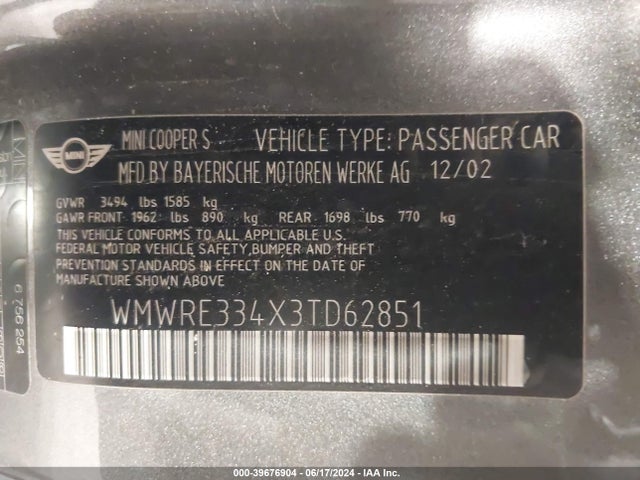 MINI
MINI COOPER S VEHICLE TYPE: PASSENGER CAR
MFD BY BAYERISCHE MOTOREN WERKE AG 12/02
GVWR 3494 lbs 1585 kg
GAWR FRONT 1962 lbs 890 kg REAR 1698 lbs 770 kg
THIS VEHICLE CONFORMS TO ALL APPLICABLE U.S.
FEDERAL MOTOR VEHICLE SAFETY,BUMPER AND THEFT
PREVENTION STANDARDS IN EFFECT ON THE DATE OF
MANUFACTURE SHOWN ABOVE
WMWRE334X3TD62851
MINI
6 756 254
000-39676904 | 06/17/2024 | IAA Inc.